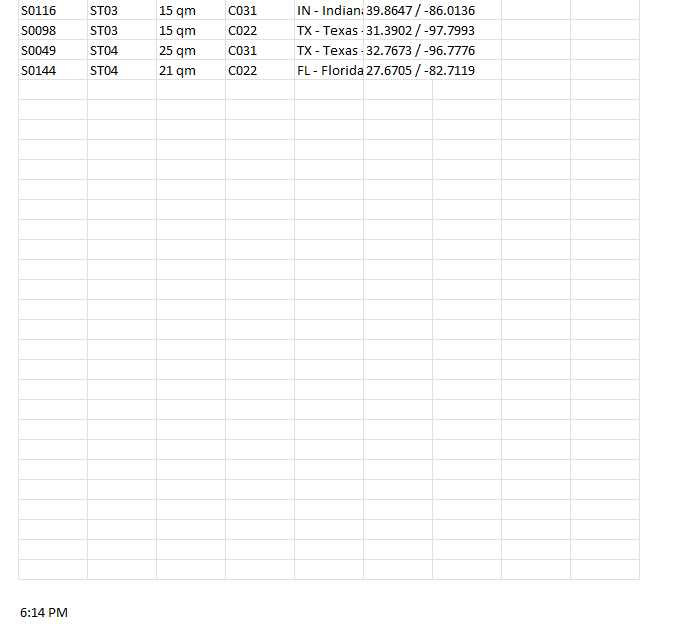 S0116 ST03 15 qm C031 IN - Indian 39.8647 / -86.0136
S0098 ST03 15 qm C022 TX - Texas - 31.3902 / -97.7993
S0049 ST04 25 qm C031 TX - Texas - 32.7673 / -96.7776
S0144 ST04 21 qm C022 FL - Florida 27.6705 / -82.7119
6:14 PM